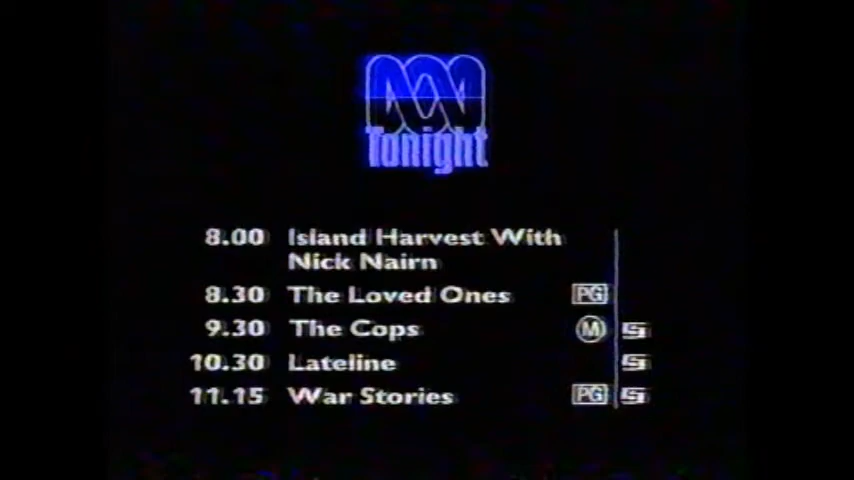 Tonight
8.00 Island Harvest With
Nick Nairn
8.30 The Loved Ones PG
9.30 The Cops M S
10.30 Lateline S
11.15 War Stories PG S